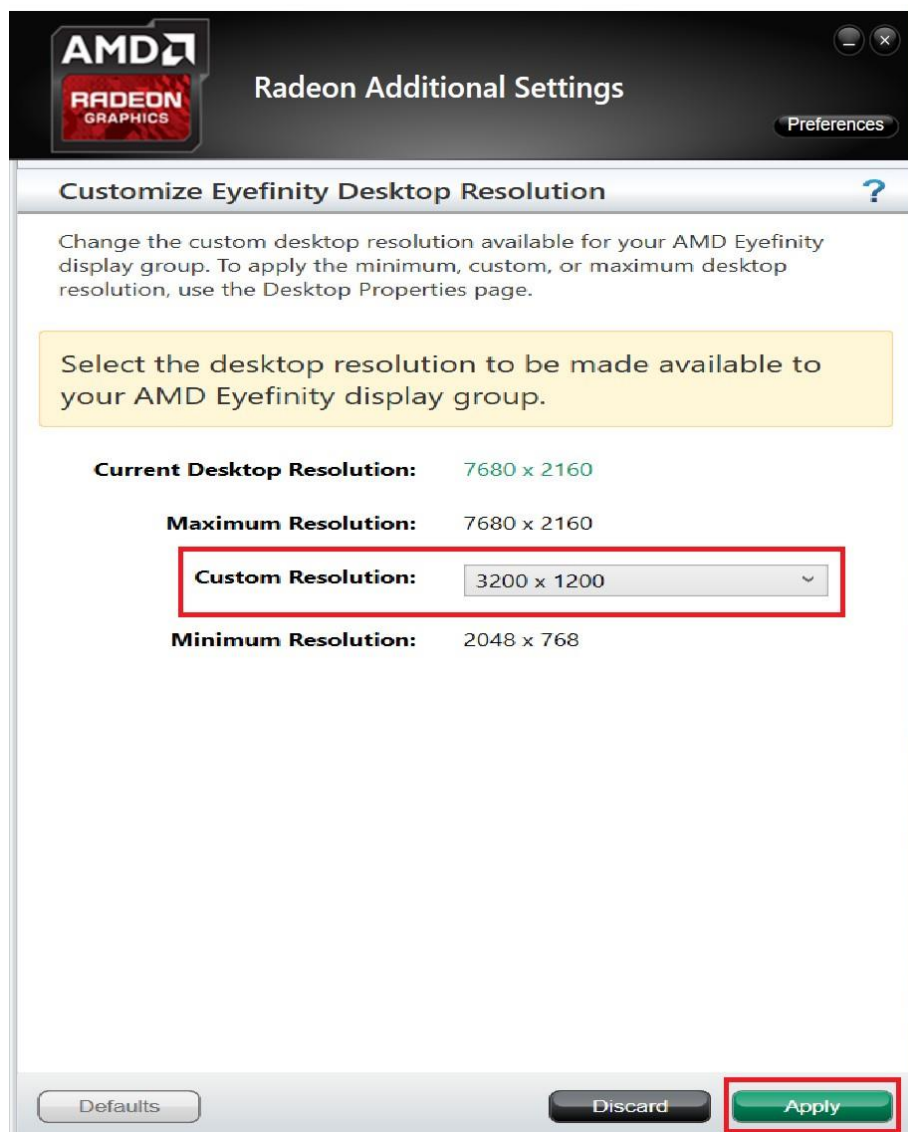 AMD
RADEON
GRAPHICS
Radeon Additional Settings
Preferences
Customize Eyefinity Desktop Resolution
?
Change the custom desktop resolution available for your AMD Eyefinity
display group. To apply the minimum, custom, or maximum desktop
resolution, use the Desktop Properties page.
Select the desktop resolution to be made available to
your AMD Eyefinity display group.
Current Desktop Resolution: 7680 x 2160
Maximum Resolution: 7680 x 2160
Custom Resolution: 3200 x 1200
Minimum Resolution: 2048 x 768
Defaults Discard Apply